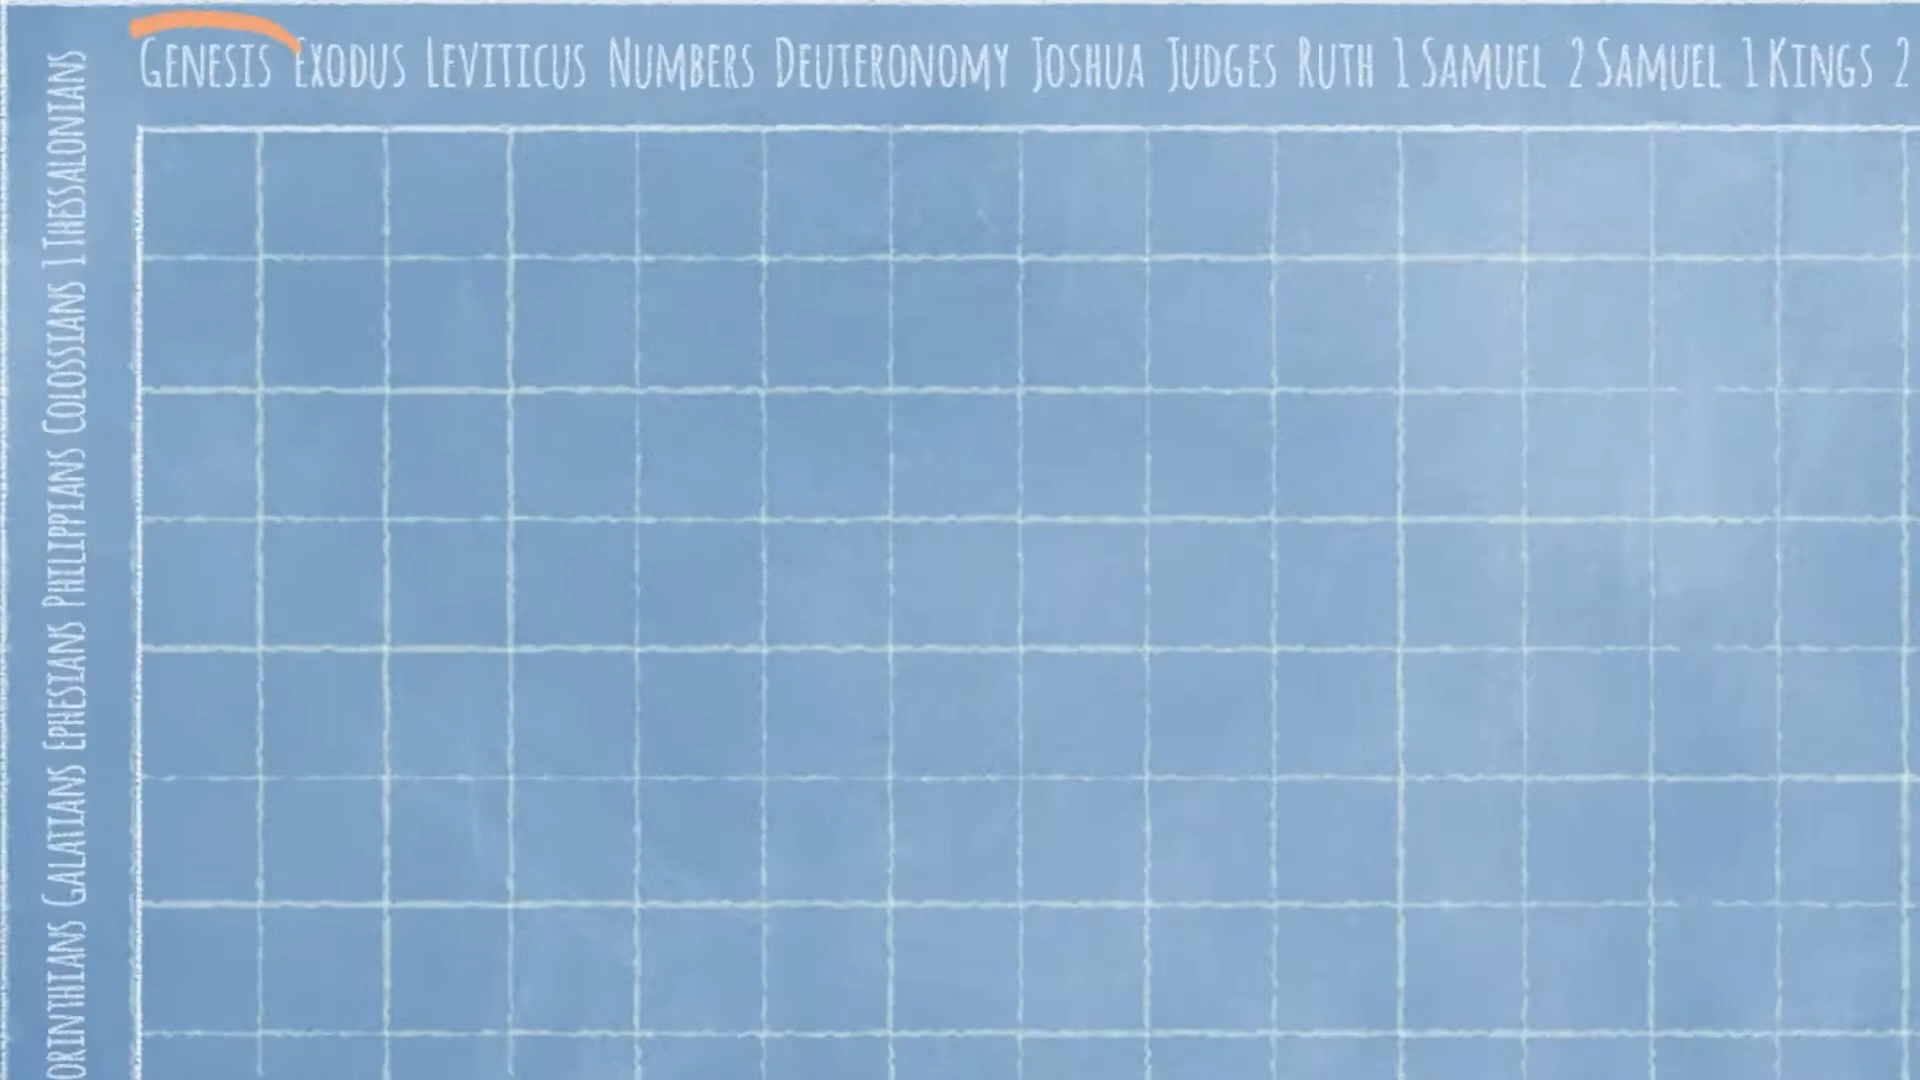 Genesis Exodus Leviticus Numbers Deuteronomy Joshua Judges Ruth 1 Samuel 2 Samuel 1 Kings 2
orinthians Galatians Ephesians Philippians Colossians 1 Thessalonians